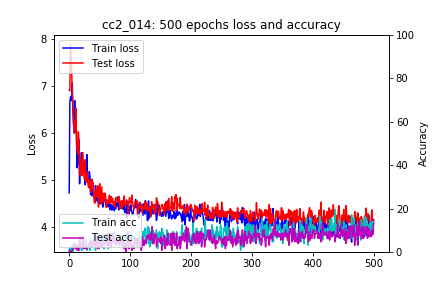 cc2_014: 500 epochs loss and accuracy
8
7
6
5
4
Loss
Train loss
Test loss
Train acc
Test acc
100
80
60
40
20
0
Accuracy
0
100
200
300
400
500